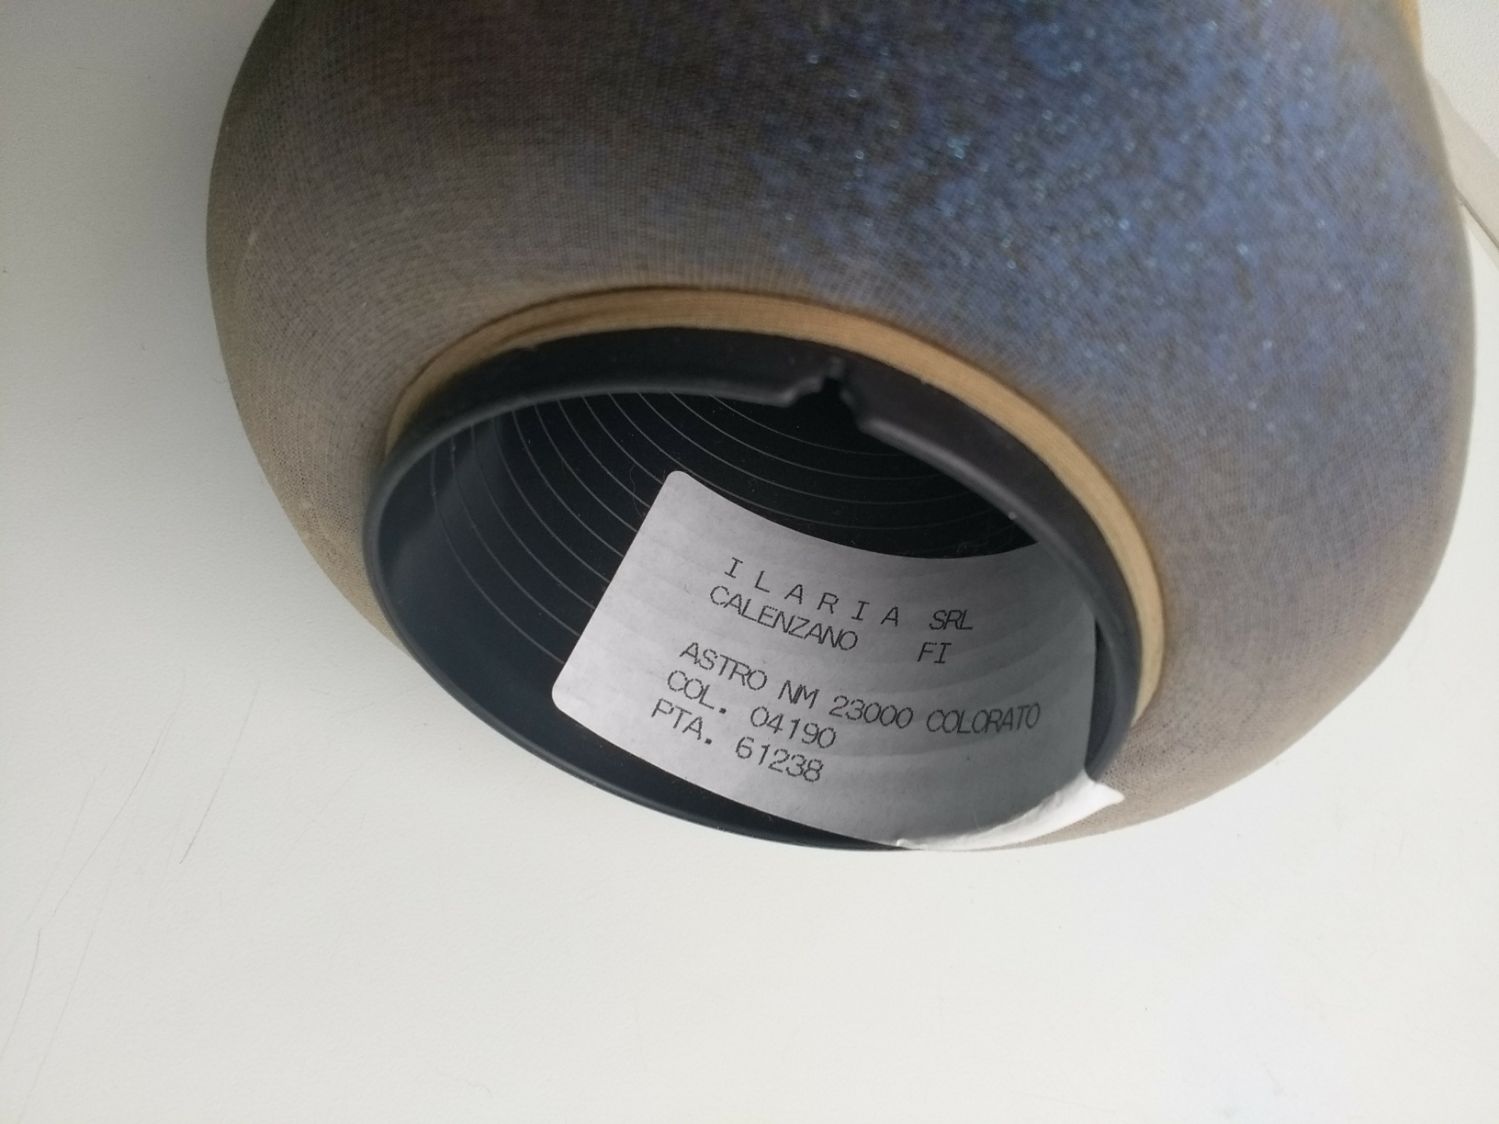 I L A R I A SRL
CALENZANO FI
ASTRO NM 23000 COLORATO
COL. 04190
PTA. 61238